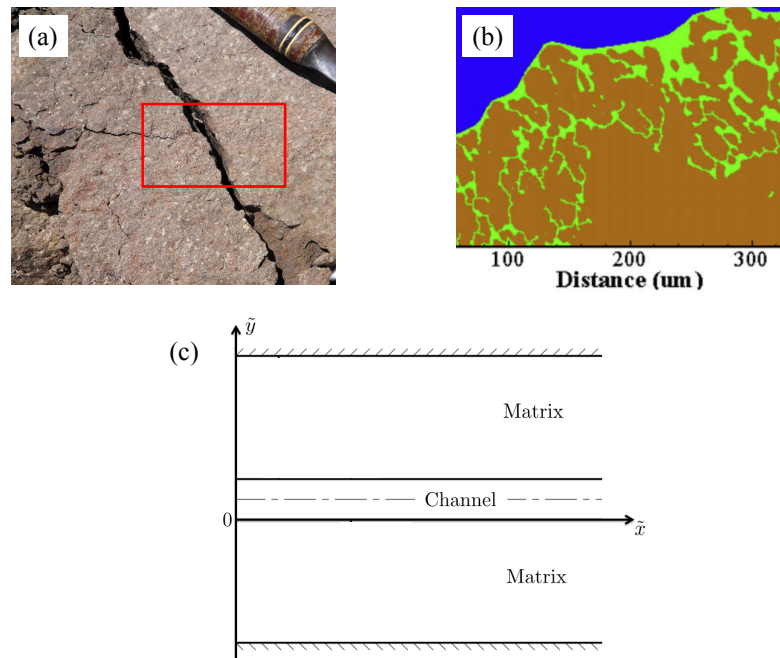 (a)
(b)
100 200 300
Distance (um)
(c)
ỹ
Matrix
Channel
0
x̃
Matrix